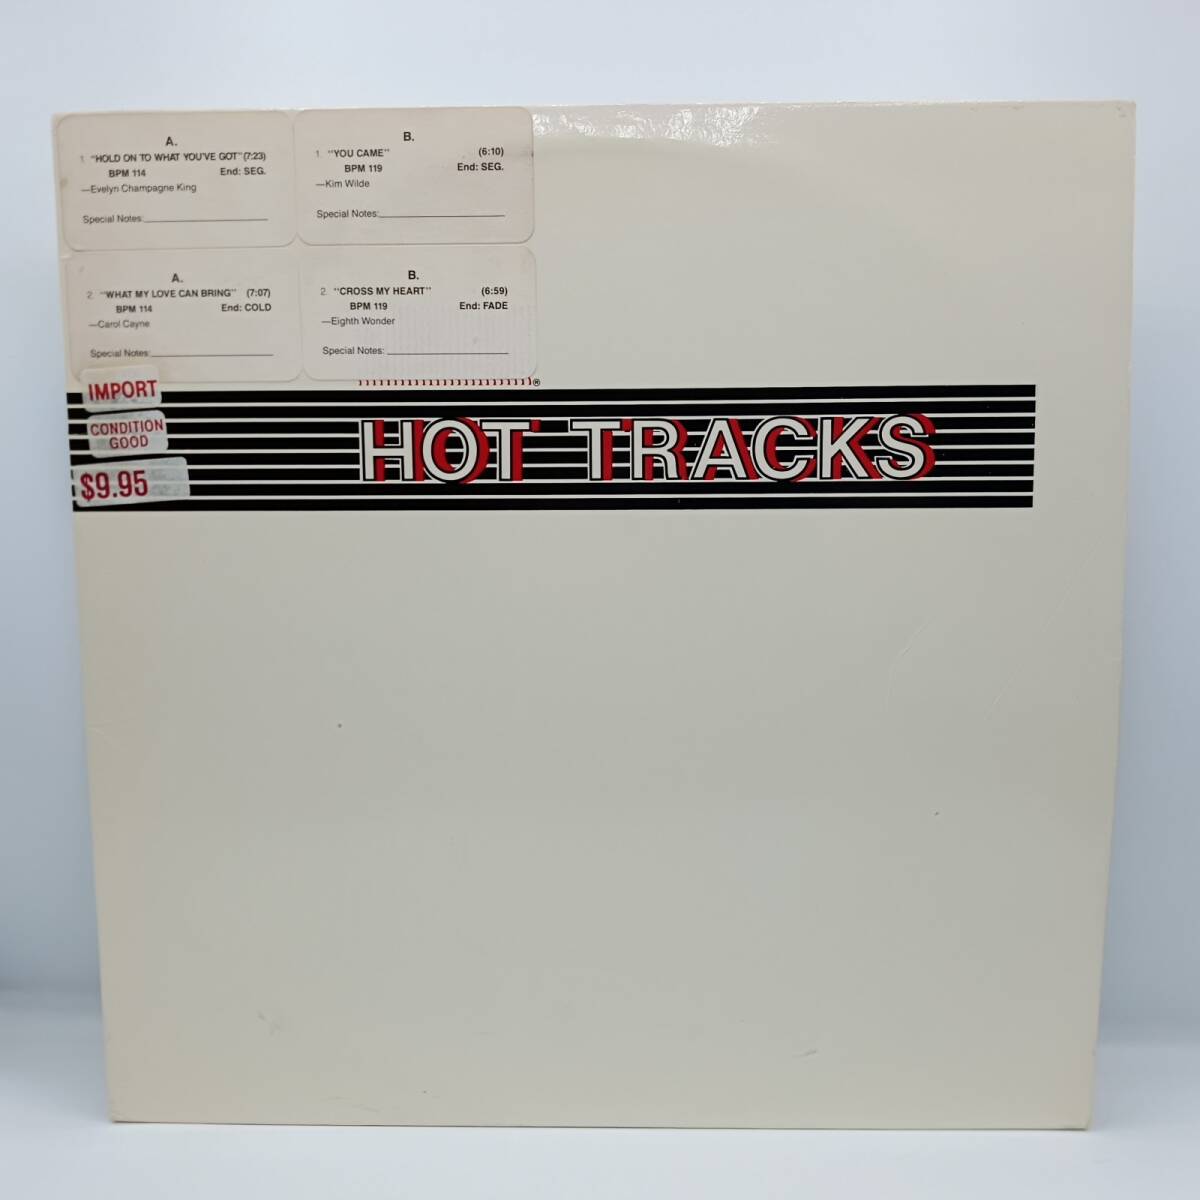 A.
1. "HOLD ON TO WHAT YOU'VE GOT" (7:23)
BPM 114 End: SEG.
—Evelyn Champagne King
Special Notes:
B.
1. "YOU CAME" (6:10)
BPM 119 End: SEG.
—Kim Wilde
Special Notes:
A.
2. "WHAT MY LOVE CAN BRING" (7:07)
BPM 114 End: COLD
—Carol Cayne
Special Notes:
B.
2. "CROSS MY HEART" (6:59)
BPM 119 End: FADE
—Eighth Wonder
Special Notes:
IMPORT
CONDITION
GOOD
$9.95
®
HOT TRACKS